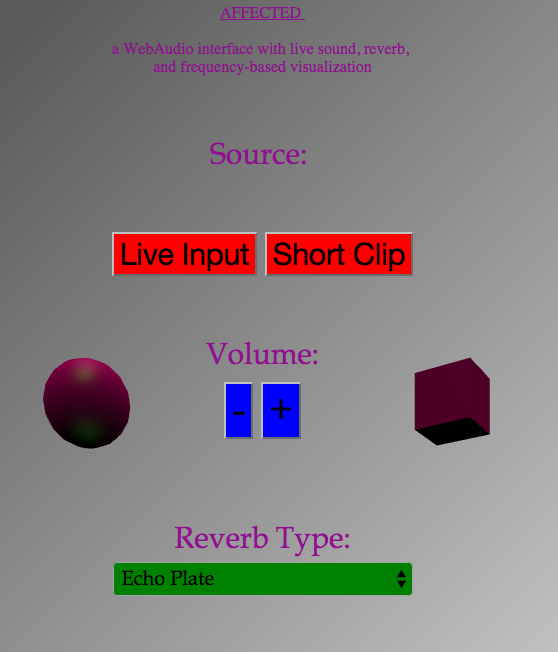 AFFECTED
a WebAudio interface with live sound, reverb,
and frequency-based visualization
Source:
Live Input Short Clip
Volume:
- +
Reverb Type:
Echo Plate